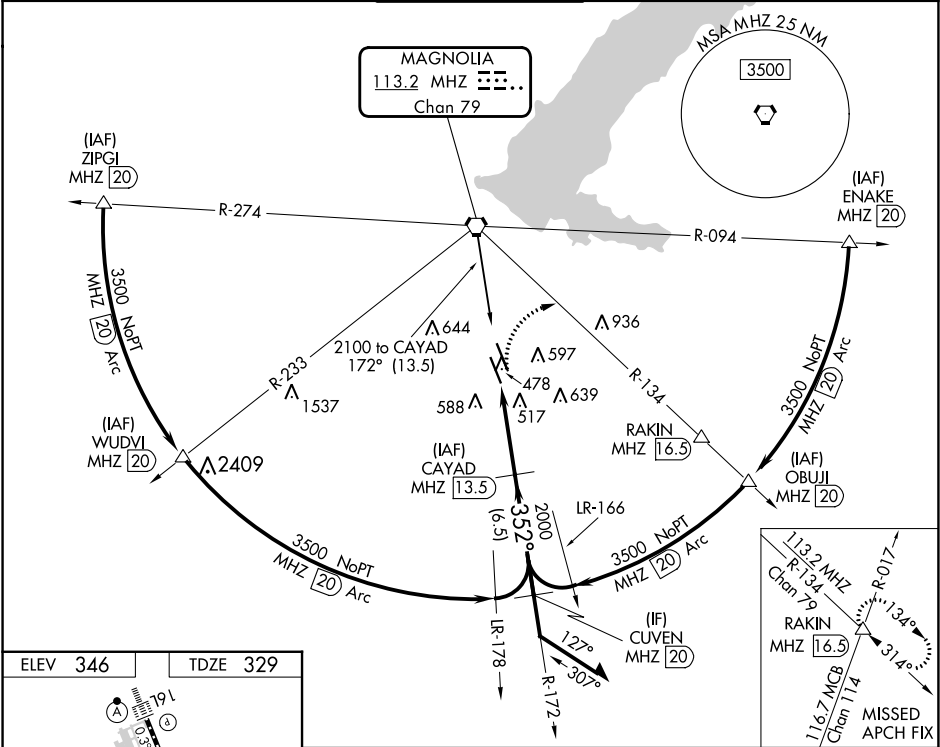 MSA MHZ 25 NM
3500
MAGNOLIA
113.2 MHZ
Chan 79
(IAF)
ZIPGI
MHZ 20
(IAF)
ENAKE
MHZ 20
R-274
R-094
3500 NoPT
MHZ 20 Arc
3500 NoPT
MHZ 20 Arc
644
936
2100 to CAYAD
172° (13.5)
597
R-233
R-134
478
1537
588
517
639
(IAF)
WUDVI
MHZ 20
2409
(IAF)
CAYAD
MHZ 13.5
RAKIN
MHZ 16.5
(IAF)
OBUJI
MHZ 20
352°
(6.5)
2000
LR-166
3500 NoPT
MHZ 20 Arc
3500 NoPT
MHZ 20 Arc
(IF)
CUVEN
MHZ 20
LR-178
R-172
127°
307°
113.2 MHZ
R-134
Chan 79
R-017
RAKIN
MHZ 16.5
134°
314°
116.7 MCB
Chan 114
MISSED
APCH FIX
ELEV 346
TDZE 329
16L
A
P